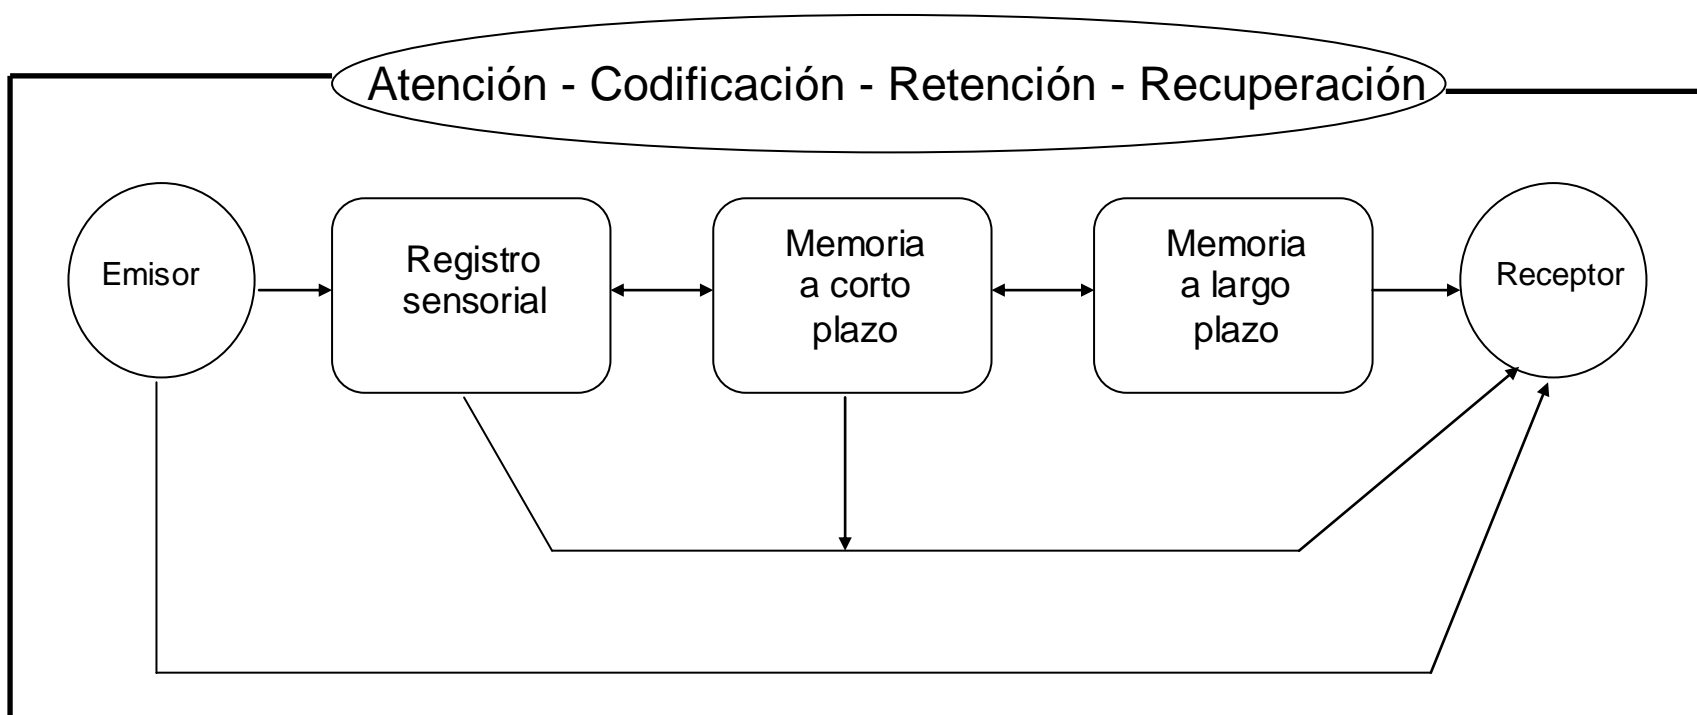 Atención - Codificación - Retención - Recuperación
Emisor
Registro
sensorial
Memoria
a corto
plazo
Memoria
a largo
plazo
Receptor